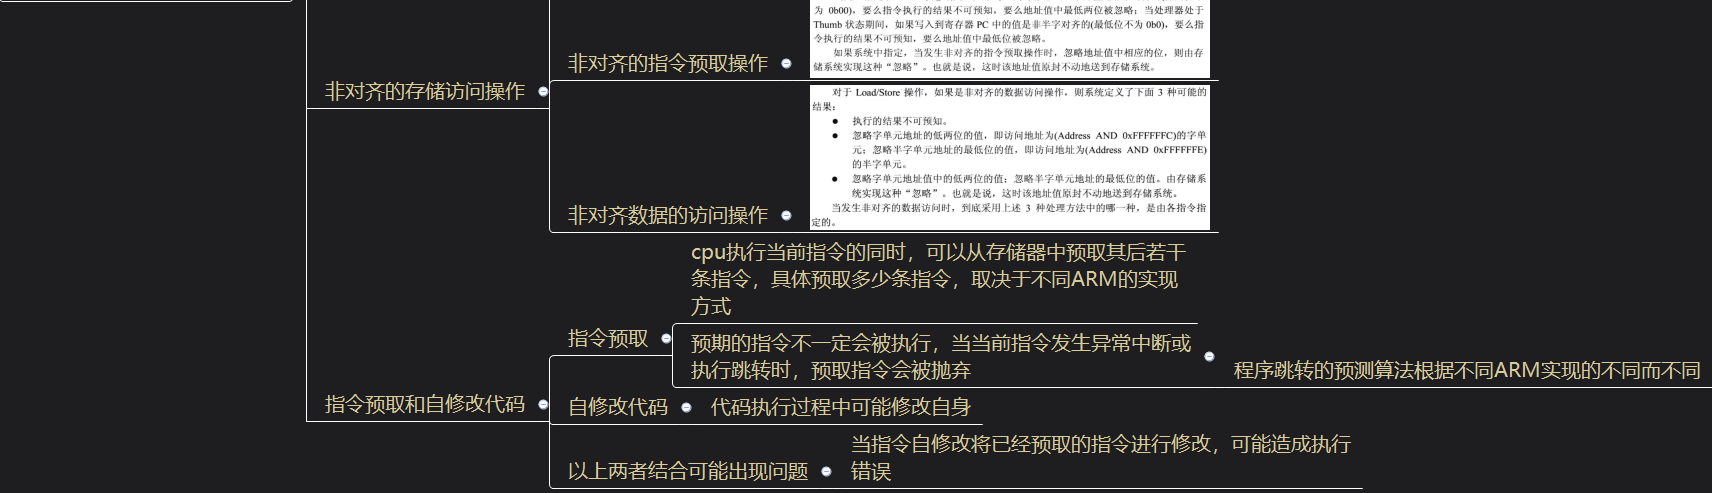 为 0b00)，要么指令执行的结果不可预知，要么地址值中最低两位被忽略；当处理器处于
Thumb 状态期间，如果写入到寄存器 PC 中的值是非半字对齐的(最低位不为 0b0)，要么指
令执行的结果不可预知，要么地址值中最低位被忽略。
如果系统中指定，当发生非对齐的指令预取操作时，忽略地址值中相应的位，则由存
储系统实现这种“忽略”。也就是说，这时该地址值原封不动地送到存储系统。
非对齐的指令预取操作
非对齐的存储访问操作
对于 Load/Store 操作，如果是非对齐的数据访问操作，则系统定义了下面 3 种可能的
结果：
● 执行的结果不可预知。
● 忽略字单元地址的低两位的值，即访问地址为(Address AND 0xFFFFFFC)的字单
元；忽略半字单元地址的最低位的值，即访问地址为(Address AND 0xFFFFFFE)
的半字单元。
● 忽略字单元地址值中的低两位的值；忽略半字单元地址的最低位的值。由存储系
统实现这种“忽略”。也就是说，这时该地址值原封不动地送到存储系统。
当发生非对齐的数据访问时，到底采用上述 3 种处理方法中的哪一种，是由各指令指
定的。
非对齐数据的访问操作
cpu执行当前指令的同时，可以从存储器中预取其后若干
条指令，具体预取多少条指令，取决于不同ARM的实现
方式
指令预取
预期的指令不一定会被执行，当当前指令发生异常中断或
执行跳转时，预取指令会被抛弃
程序跳转的预测算法根据不同ARM实现的不同而不同
指令预取和自修改代码
自修改代码
代码执行过程中可能修改自身
当指令自修改将已经预取的指令进行修改，可能造成执行
错误
以上两者结合可能出现问题